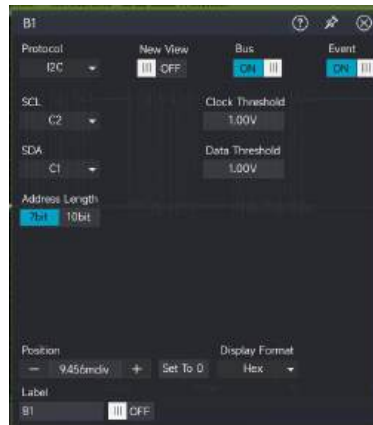 B1
Protocol New View Bus Event
I2C OFF ON ON
SCL Clock Threshold
C2 1.00V
SDA Data Threshold
C1 1.00V
Address Length
7bit 10bit
Position Display Format
− 9.456mdiv + Set To 0 Hex
Label
B1 OFF